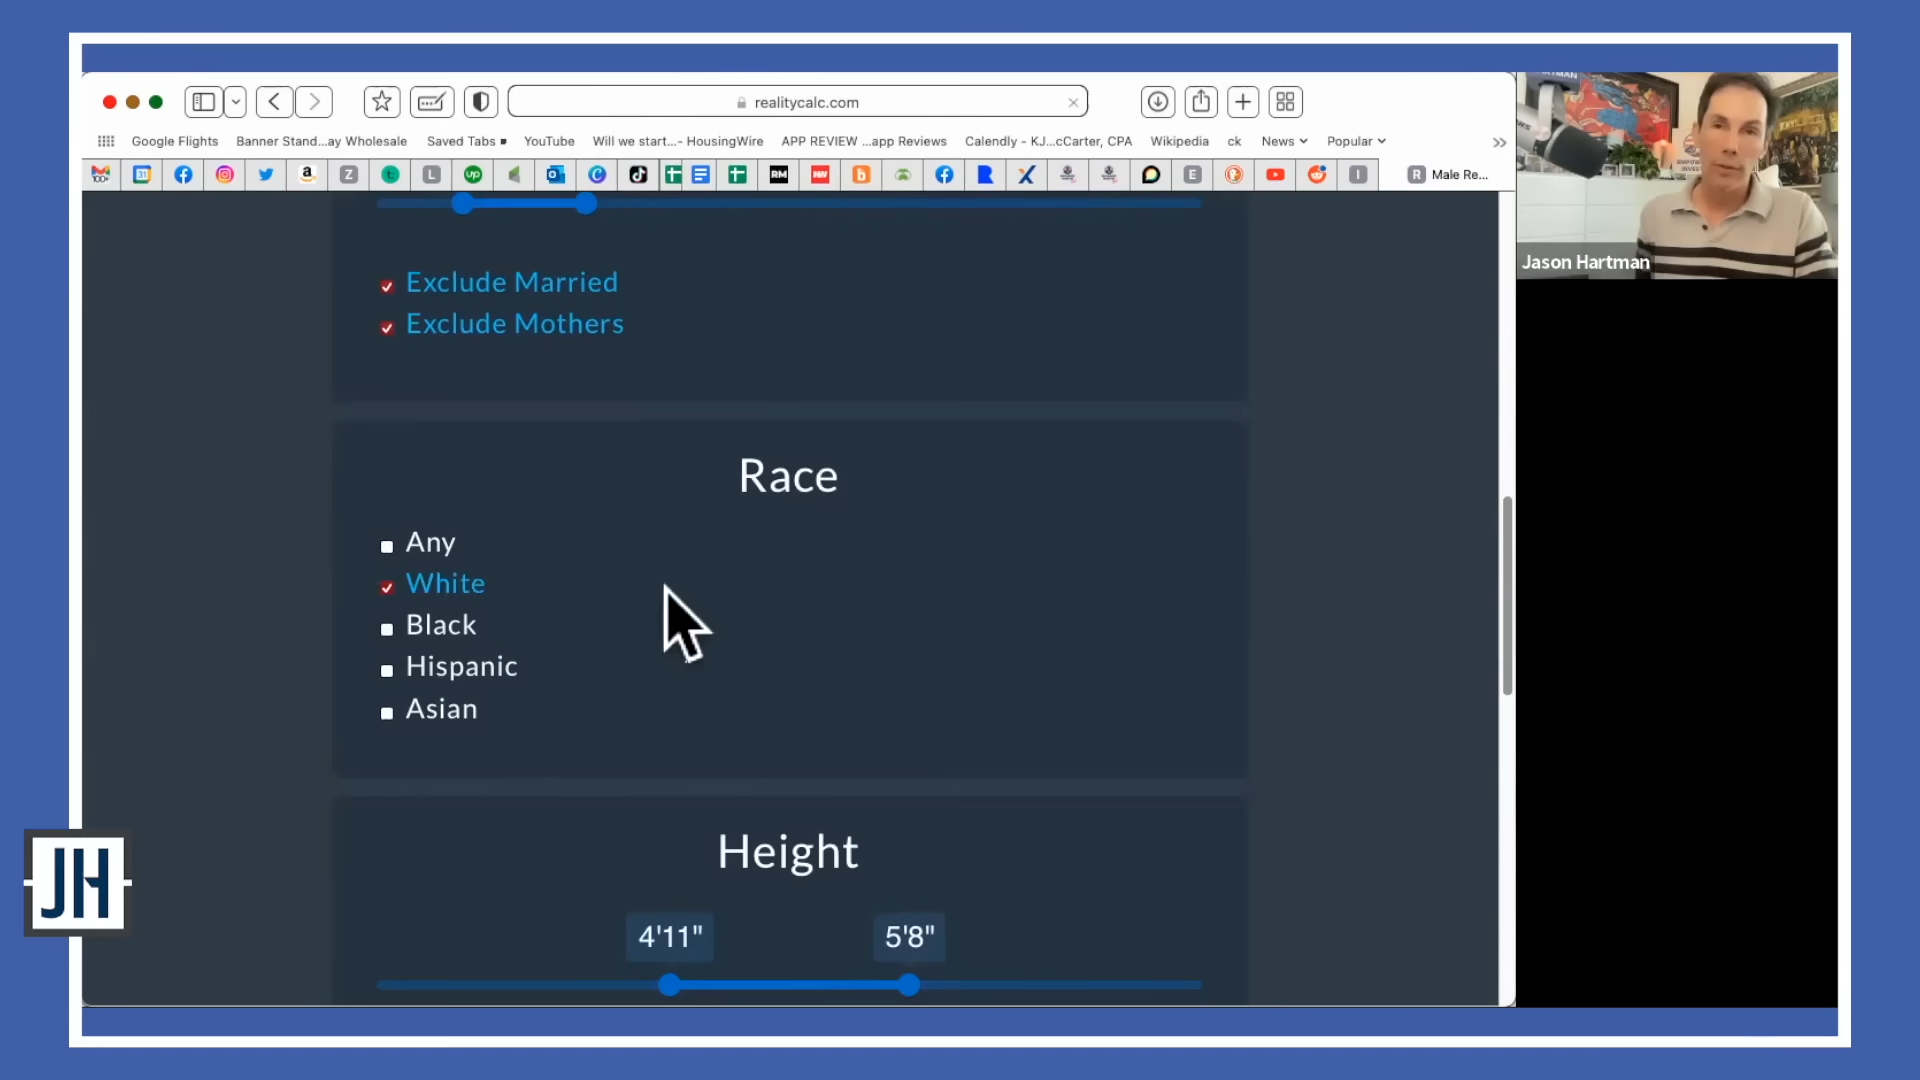 realitycalc.com
Google Flights Banner Stand...ay Wholesale Saved Tabs YouTube Will we start...- HousingWire APP REVIEW ...app Reviews Calendly - KJ...cCarter, CPA Wikipedia ck News Popular
Male Re...
Jason Hartman
Exclude Married
Exclude Mothers
Race
Any
White
Black
Hispanic
Asian
Height
4'11" 5'8"
JH